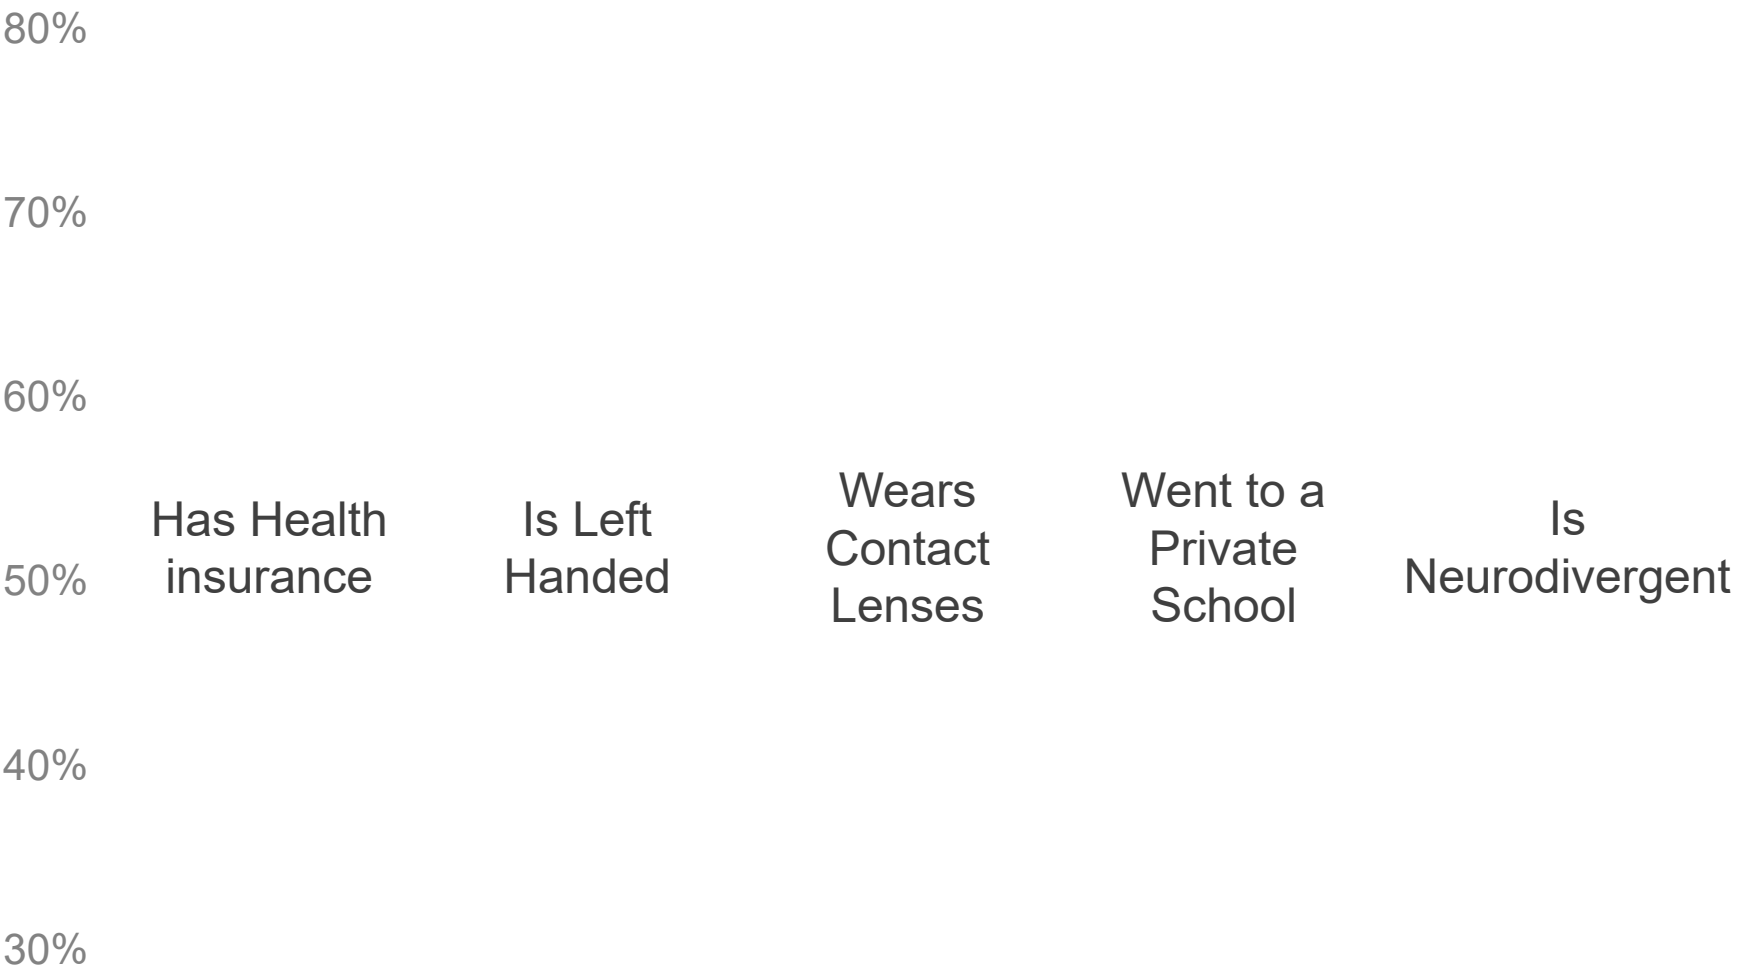 80%
70%
60%
Has Health
insurance
Is Left
Handed
Wears
Contact
Lenses
Went to a
Private
School
Is
Neurodivergent
50%
40%
30%